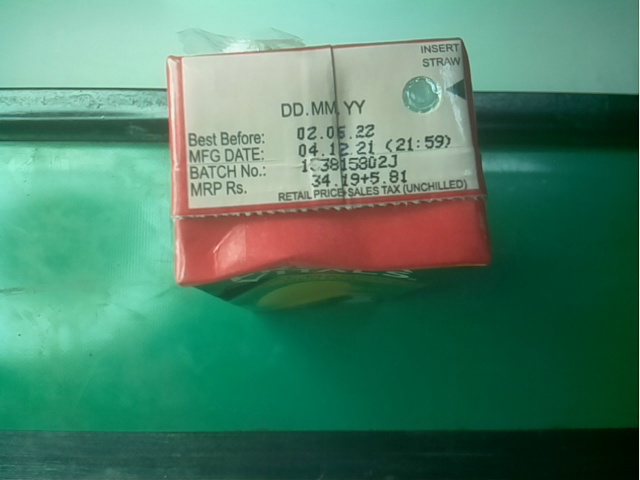 INSERT
STRAW
DD.MM.YY
Best Before: 02.06.22
MFG DATE: 04.12.21 (21:59)
BATCH No.:
MRP Rs. 34.19+5.81
RETAIL PRICE+SALES TAX (UNCHILLED)